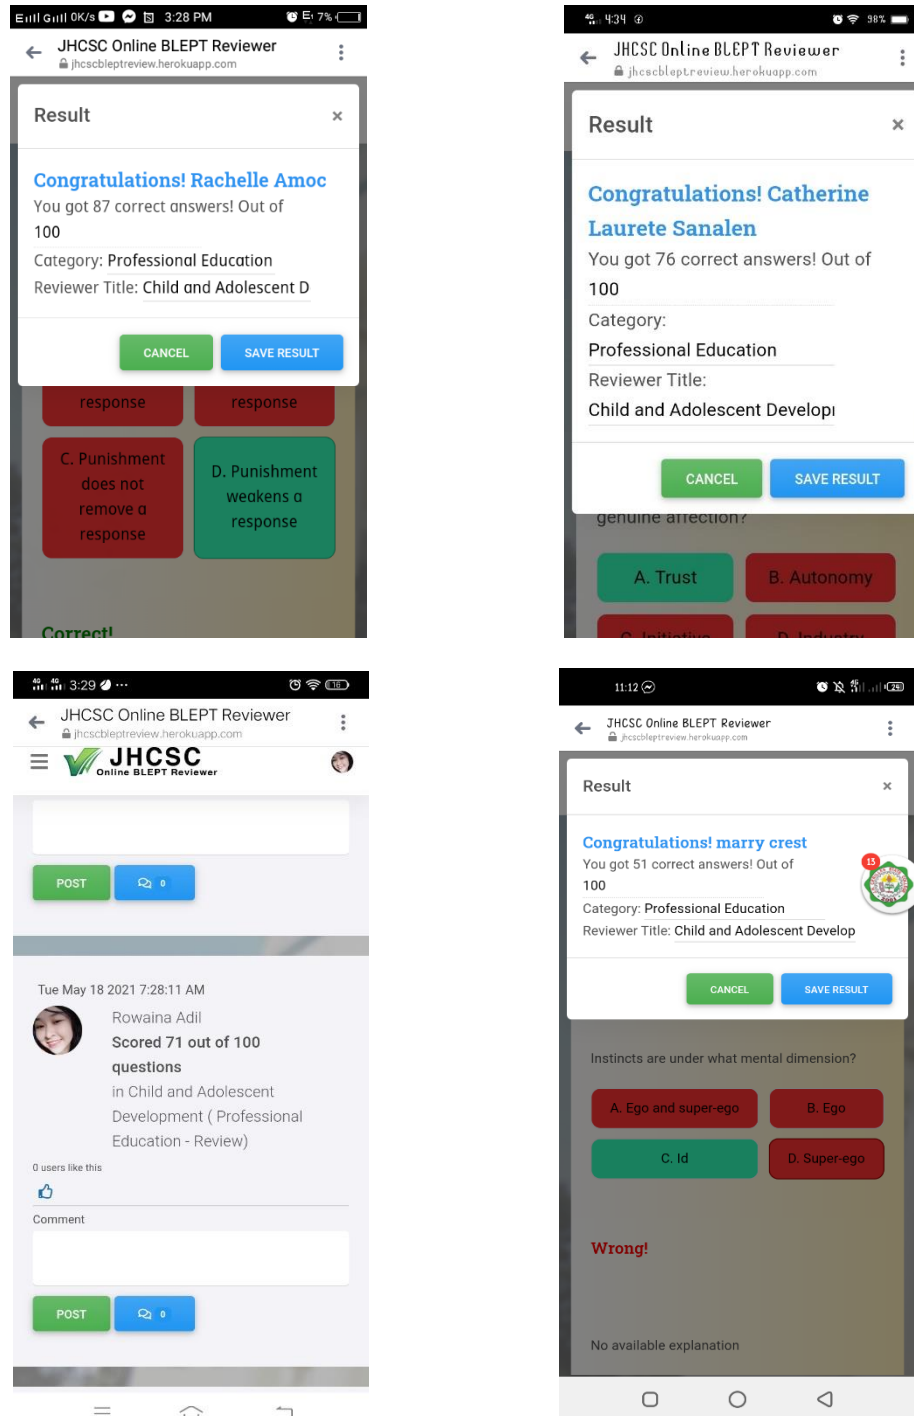 3:28 PM
7%
JHCSC Online BLEPT Reviewer
jhcscbleptreview.herokuapp.com
Result
×
Congratulations! Rachelle Amoc
You got 87 correct answers! Out of
100
Category: Professional Education
Reviewer Title: Child and Adolescent D
CANCEL
SAVE RESULT
response
response
C. Punishment
does not
remove a
response
D. Punishment
weakens a
response
Correct!
4G 4:34
98%
JHCSC Online BLEPT Reviewer
jhcscbleptreview.herokuapp.com
Result
×
Congratulations! Catherine
Laurete Sanalen
You got 76 correct answers! Out of
100
Category:
Professional Education
Reviewer Title:
Child and Adolescent Develop
CANCEL
SAVE RESULT
genuine affection?
A. Trust
B. Autonomy
C. Initiative
D. Industry
4G 4G 3:29
16
JHCSC Online BLEPT Reviewer
jhcscbleptreview.herokuapp.com
JHCSC
Online BLEPT Reviewer
POST
0
Tue May 18 2021 7:28:11 AM
Rowaina Adil
Scored 71 out of 100
questions
in Child and Adolescent
Development ( Professional
Education - Review)
0 users like this
Comment
POST
0
11:12
24
JHCSC Online BLEPT Reviewer
jhcscbleptreview.herokuapp.com
Result
×
Congratulations! marry crest
You got 51 correct answers! Out of
100
13
Category: Professional Education
Reviewer Title: Child and Adolescent Develop
CANCEL
SAVE RESULT
Instincts are under what mental dimension?
A. Ego and super-ego
B. Ego
C. Id
D. Super-ego
Wrong!
No available explanation